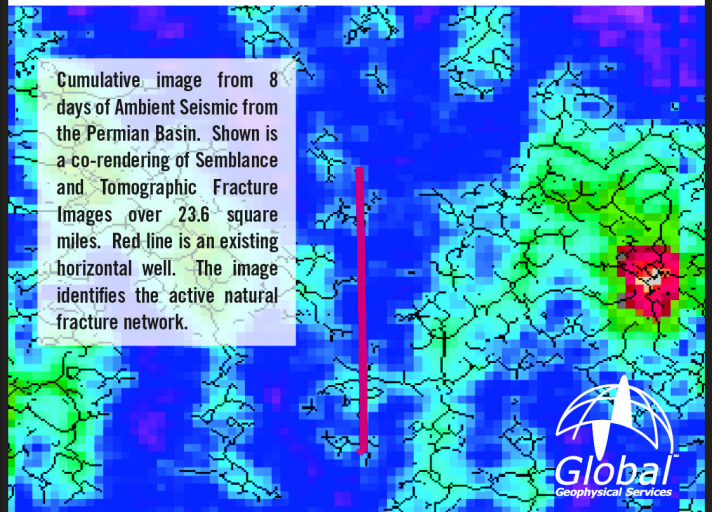 Cumulative image from 8
days of Ambient Seismic from
the Permian Basin. Shown is
a co-rendering of Semblance
and Tomographic Fracture
Images over 23.6 square
miles. Red line is an existing
horizontal well. The image
identifies the active natural
fracture network.
Global™
Geophysical Services